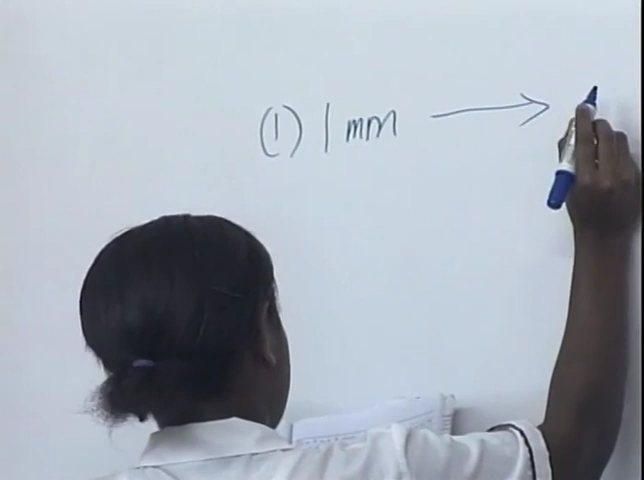 (1) 1 mm →